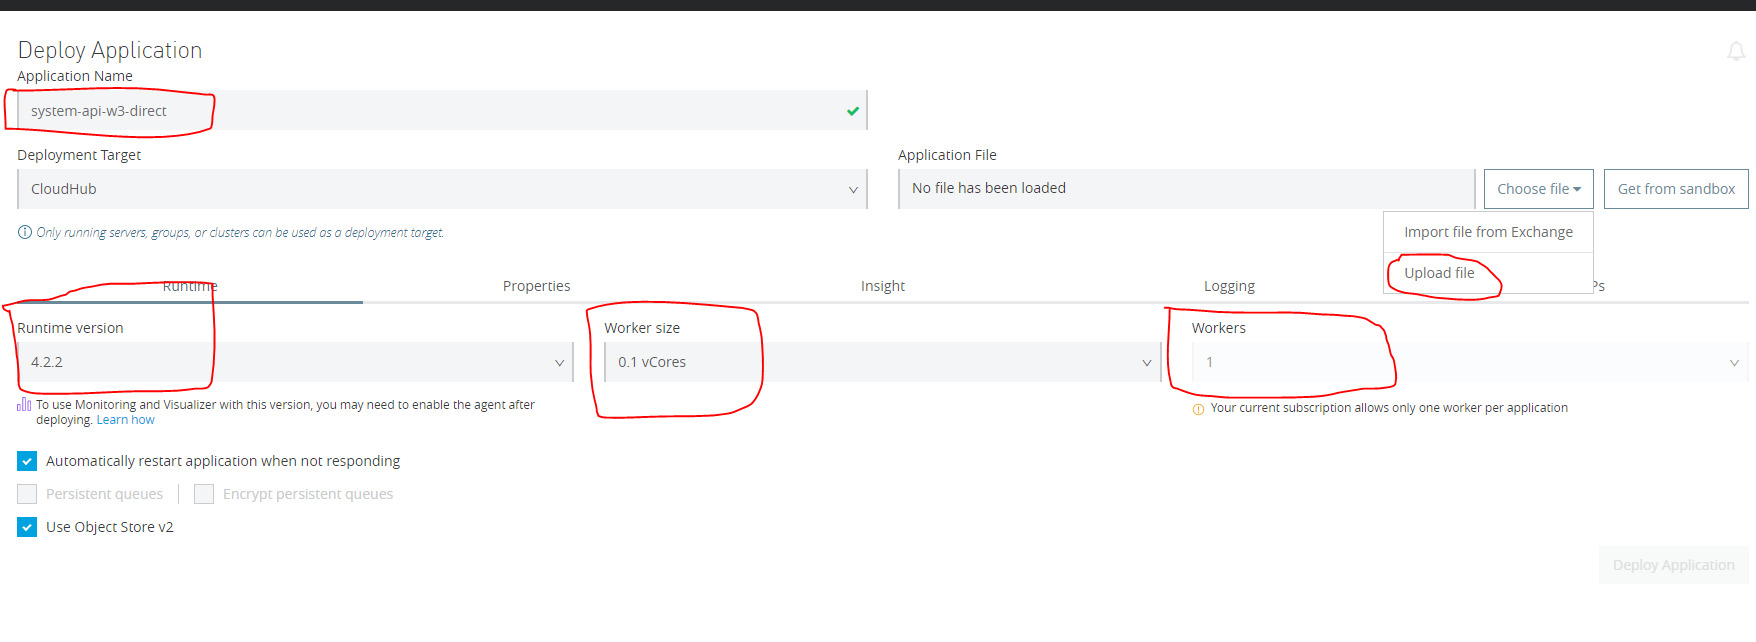 Deploy Application
Application Name
system-api-w3-direct
Deployment Target
Application File
CloudHub
No file has been loaded
Choose file
Get from sandbox
Only running servers, groups, or clusters can be used as a deployment target.
Import file from Exchange
Upload file
Runtime
Properties
Insight
Logging
Ps
Runtime version
Worker size
Workers
4.2.2
0.1 vCores
1
To use Monitoring and Visualizer with this version, you may need to enable the agent after
deploying. Learn how
Your current subscription allows only one worker per application
Automatically restart application when not responding
Persistent queues
Encrypt persistent queues
Use Object Store v2
Deploy Application